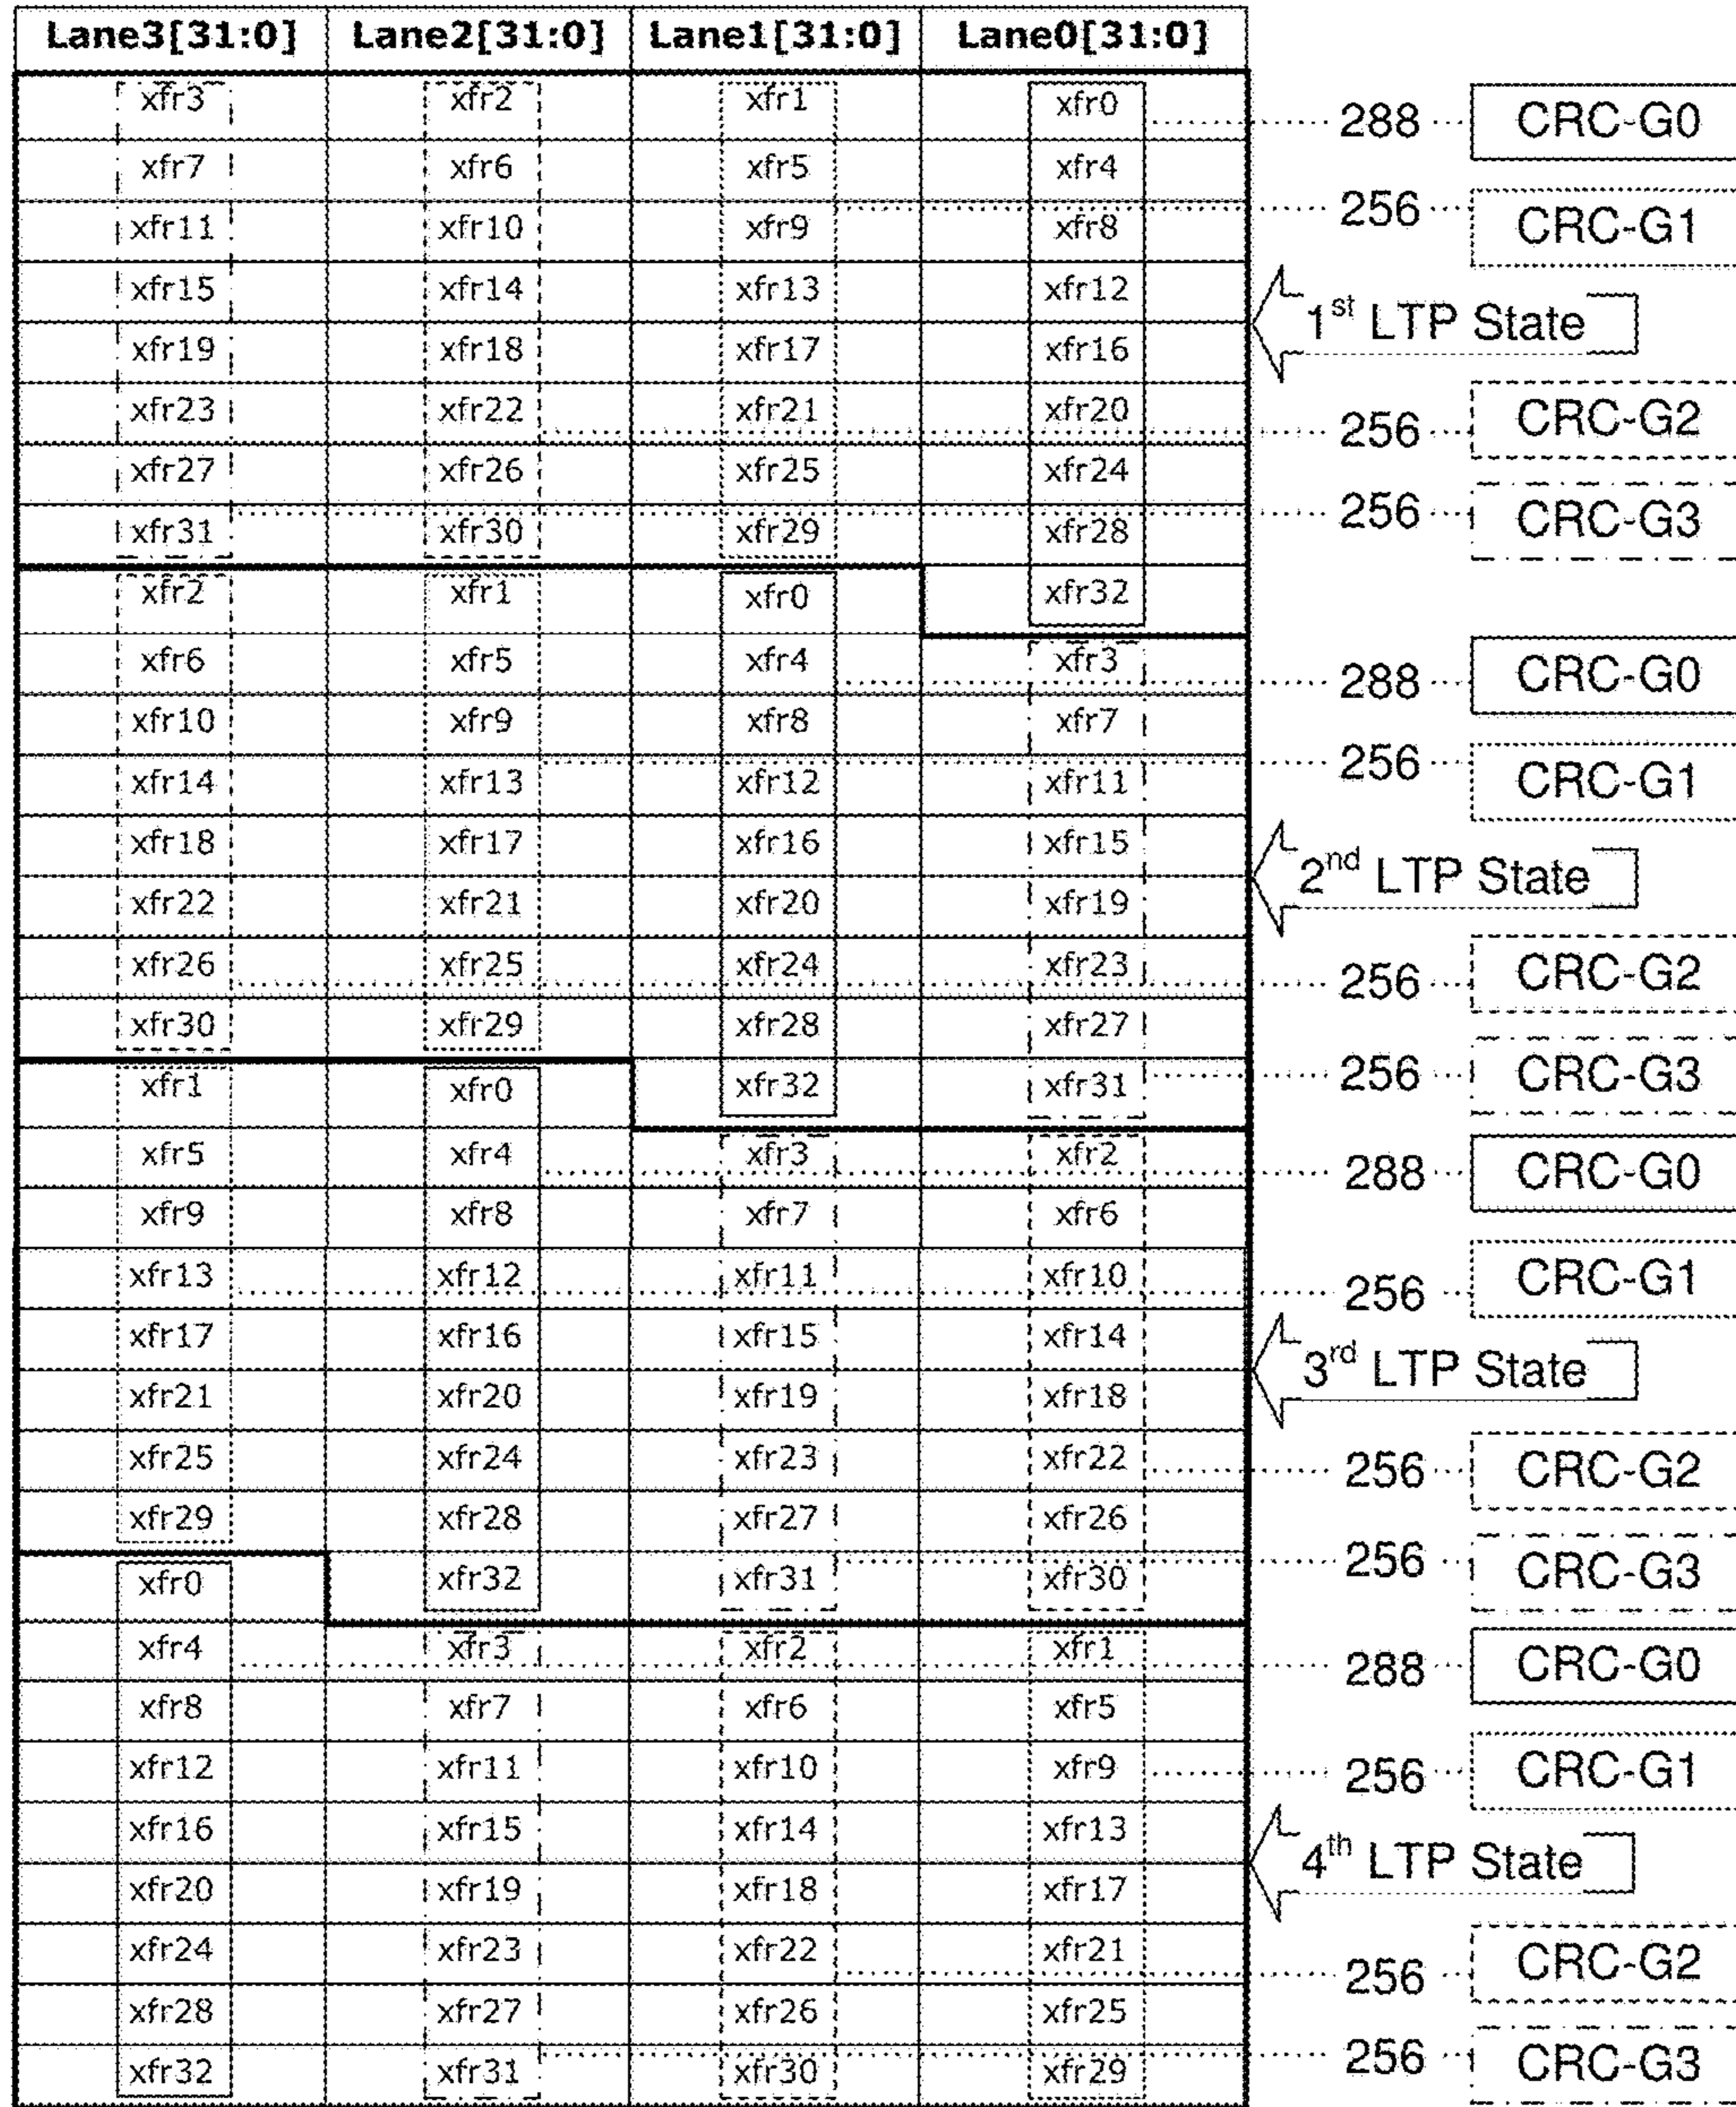 Lane3[31:0] Lane2[31:0] Lane1[31:0] Lane0[31:0]
xfr3 xfr2 xfr1 xfr0 288 CRC-G0
xfr7 xfr6 xfr5 xfr4
xfr11 xfr10 xfr9 xfr8 256 CRC-G1
xfr15 xfr14 xfr13 xfr12 1st LTP State
xfr19 xfr18 xfr17 xfr16
xfr23 xfr22 xfr21 xfr20 256 CRC-G2
xfr27 xfr26 xfr25 xfr24
xfr31 xfr30 xfr29 xfr28 256 CRC-G3
xfr2 xfr1 xfr0 xfr32
xfr6 xfr5 xfr4 xfr3 288 CRC-G0
xfr10 xfr9 xfr8 xfr7
xfr14 xfr13 xfr12 xfr11 256 CRC-G1
xfr18 xfr17 xfr16 xfr15 2nd LTP State
xfr22 xfr21 xfr20 xfr19
xfr26 xfr25 xfr24 xfr23 256 CRC-G2
xfr30 xfr29 xfr28 xfr27
xfr1 xfr0 xfr32 xfr31 256 CRC-G3
xfr5 xfr4 xfr3 xfr2 288 CRC-G0
xfr9 xfr8 xfr7 xfr6
xfr13 xfr12 xfr11 xfr10 256 CRC-G1
xfr17 xfr16 xfr15 xfr14 3rd LTP State
xfr21 xfr20 xfr19 xfr18
xfr25 xfr24 xfr23 xfr22 256 CRC-G2
xfr29 xfr28 xfr27 xfr26
xfr0 xfr32 xfr31 xfr30 256 CRC-G3
xfr4 xfr3 xfr2 xfr1 288 CRC-G0
xfr8 xfr7 xfr6 xfr5
xfr12 xfr11 xfr10 xfr9 256 CRC-G1
xfr16 xfr15 xfr14 xfr13 4th LTP State
xfr20 xfr19 xfr18 xfr17
xfr24 xfr23 xfr22 xfr21 256 CRC-G2
xfr28 xfr27 xfr26 xfr25
xfr32 xfr31 xfr30 xfr29 256 CRC-G3